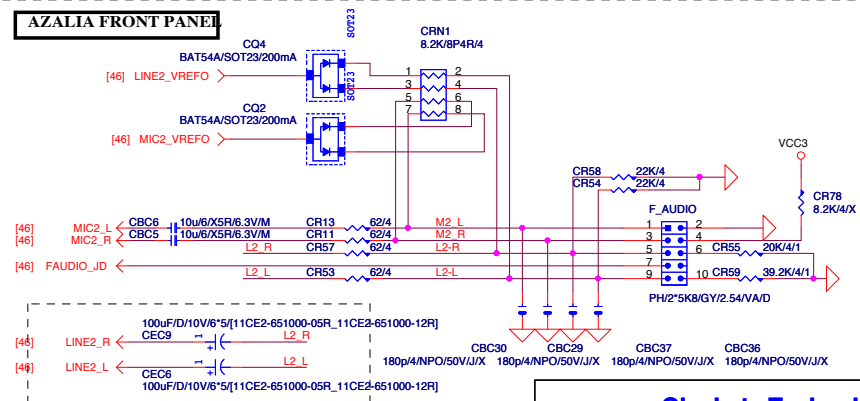 AZALIA FRONT PANEL
SOT23
CQ4
BAT54A/SOT23/200mA
[46] LINE2_VREFO
SOT23
CQ2
BAT54A/SOT23/200mA
[46] MIC2_VREFO
CRN1
8.2K/8P4R/4
1 2
3 4
5 6
7 8
VCC3
CR78
8.2K/4/X
CR58 22K/4
CR54 22K/4
F_AUDIO
[46] MIC2_L CBC6 10u/6/X5R/6.3V/M CR13 62/4 M2_L 1 2
[46] MIC2_R CBC5 10u/6/X5R/6.3V/M CR11 62/4 M2_R 3 4
L2_R CR57 62/4 L2-R 5 6 CR55 20K/4/1
[46] FAUDIO_JD 7
L2_L CR53 62/4 L2-L 9 10 CR59 39.2K/4/1
PH/2*5K8/GY/2.54/VA/D
CBC30 CBC29 CBC37 CBC36
180p/4/NPO/50V/J/X 180p/4/NPO/50V/J/X 180p/4/NPO/50V/J/X 180p/4/NPO/50V/J/X
100uF/D/10V/6*5/[11CE2-651000-05R_11CE2-651000-12R]
[46] LINE2_R CEC9 1 + L2_R
[46] LINE2_L CEC6 1 + L2_L
100uF/D/10V/6*5/[11CE2-651000-05R_11CE2-651000-12R]